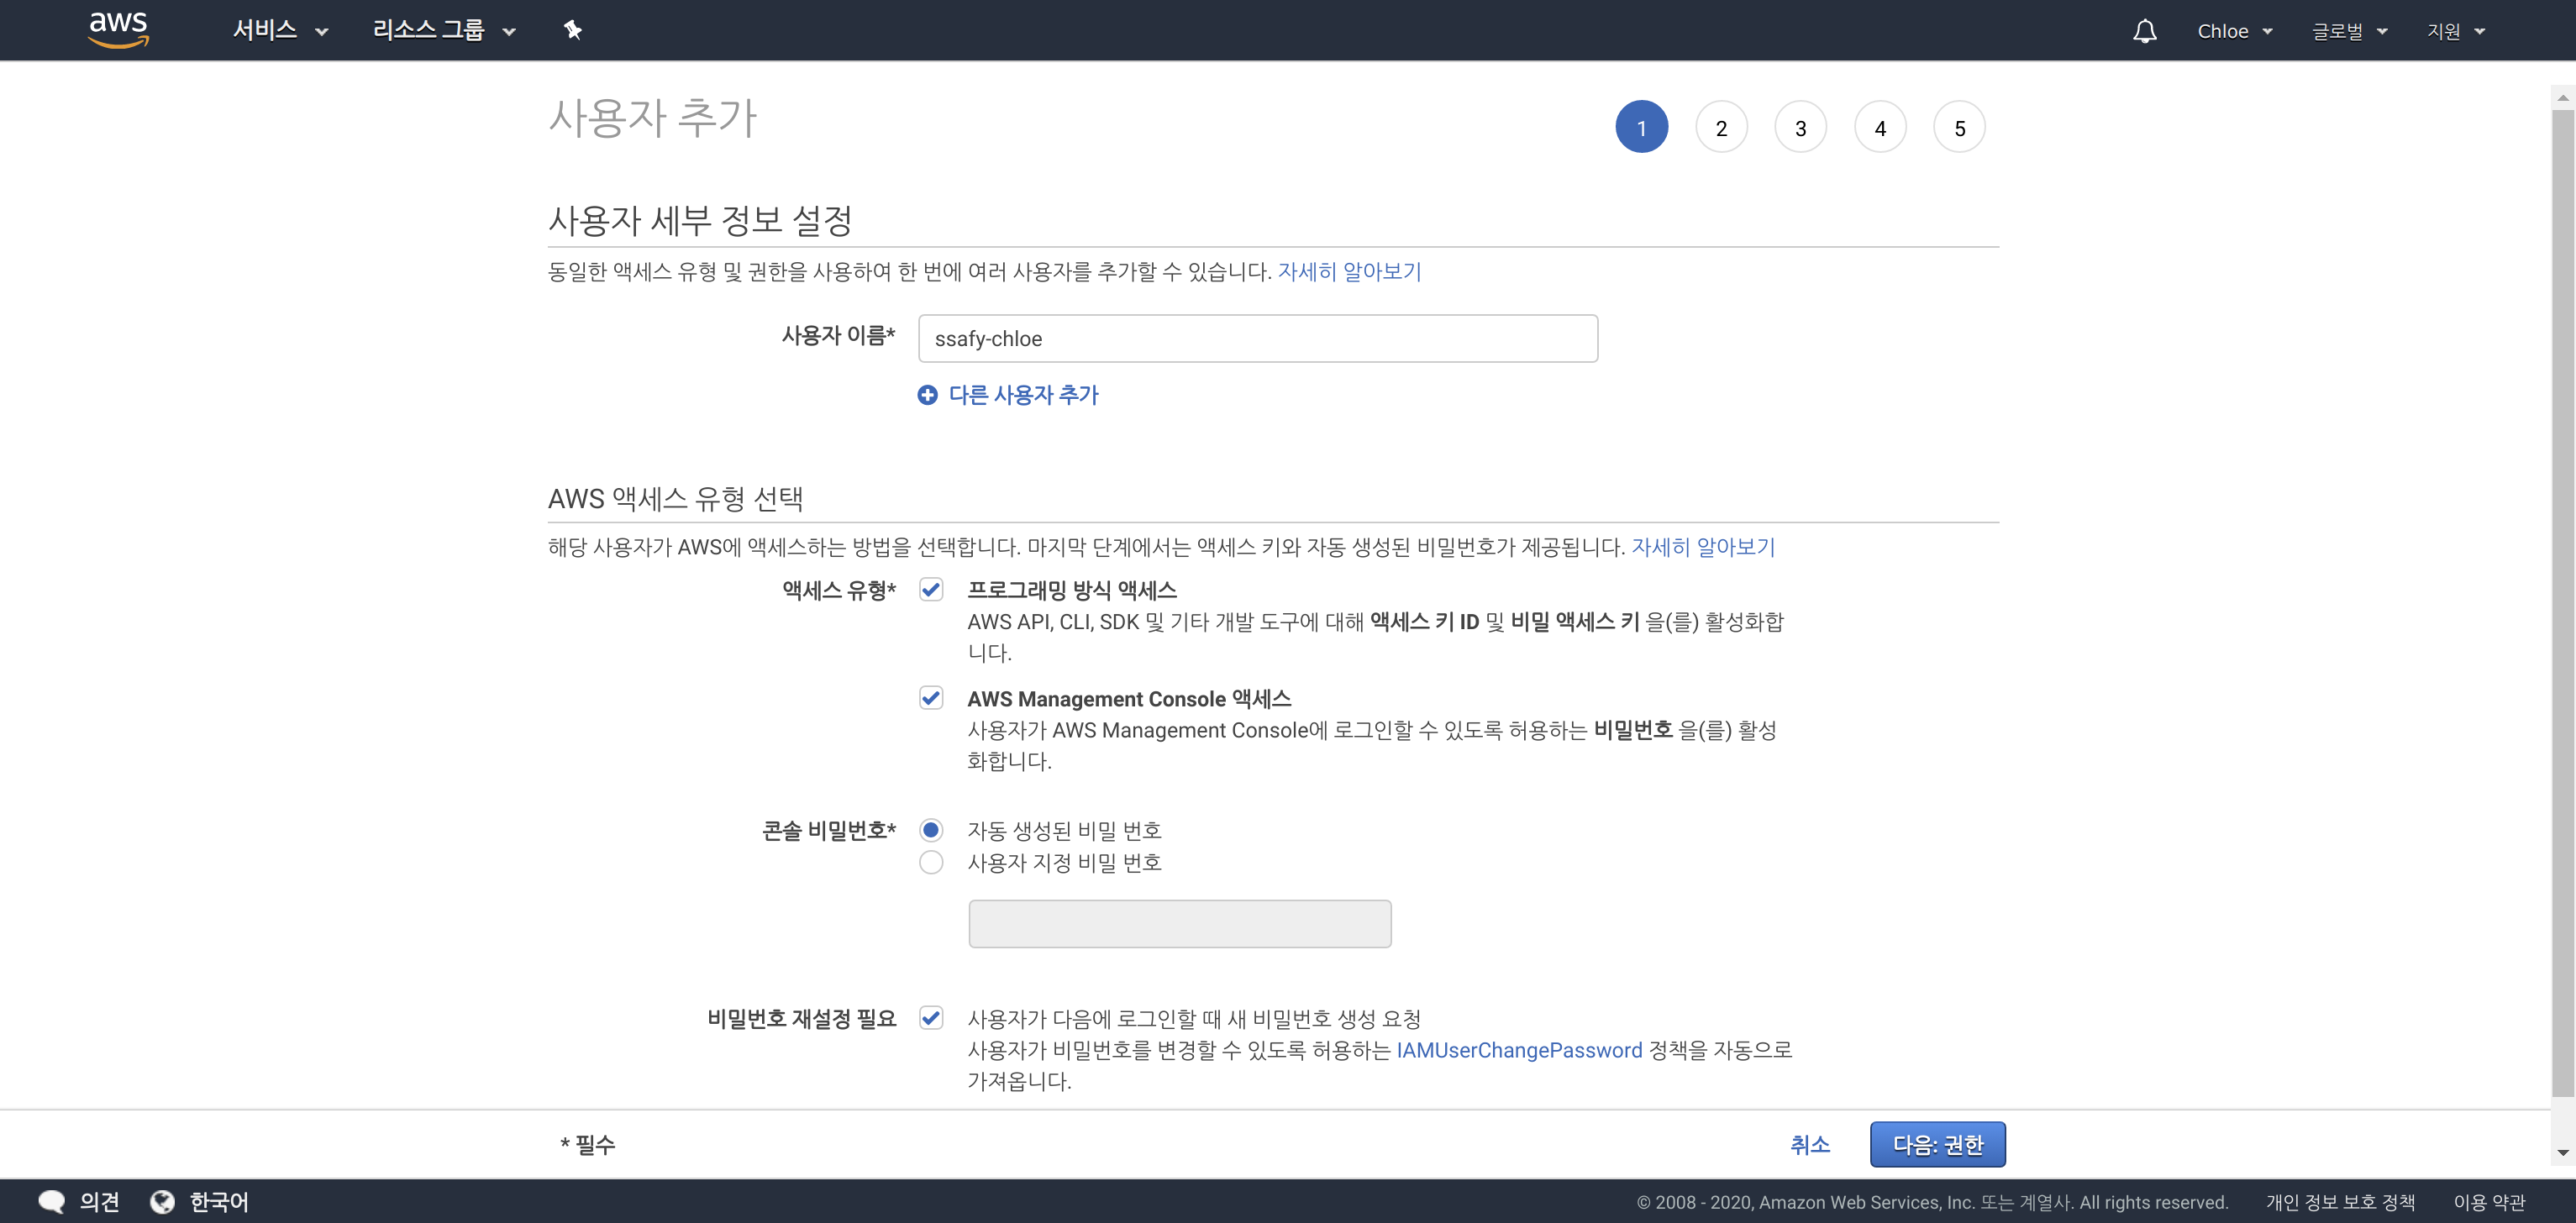 aws 서비스 리소스 그룹 Chloe 글로벌 지원
사용자 추가
1 2 3 4 5
사용자 세부 정보 설정
동일한 액세스 유형 및 권한을 사용하여 한 번에 여러 사용자를 추가할 수 있습니다. 자세히 알아보기
사용자 이름* ssafy-chloe
다른 사용자 추가
AWS 액세스 유형 선택
해당 사용자가 AWS에 액세스하는 방법을 선택합니다. 마지막 단계에서는 액세스 키와 자동 생성된 비밀번호가 제공됩니다. 자세히 알아보기
액세스 유형* 프로그래밍 방식 액세스
AWS API, CLI, SDK 및 기타 개발 도구에 대해 액세스 키 ID 및 비밀 액세스 키 을(를) 활성화합
니다.
AWS Management Console 액세스
사용자가 AWS Management Console에 로그인할 수 있도록 허용하는 비밀번호 을(를) 활성
화합니다.
콘솔 비밀번호* 자동 생성된 비밀 번호
사용자 지정 비밀 번호
비밀번호 재설정 필요 사용자가 다음에 로그인할 때 새 비밀번호 생성 요청
사용자가 비밀번호를 변경할 수 있도록 허용하는 IAMUserChangePassword 정책을 자동으로
가져옵니다.
* 필수 취소 다음: 권한
의견 한국어 © 2008 - 2020, Amazon Web Services, Inc. 또는 계열사. All rights reserved. 개인 정보 보호 정책 이용 약관